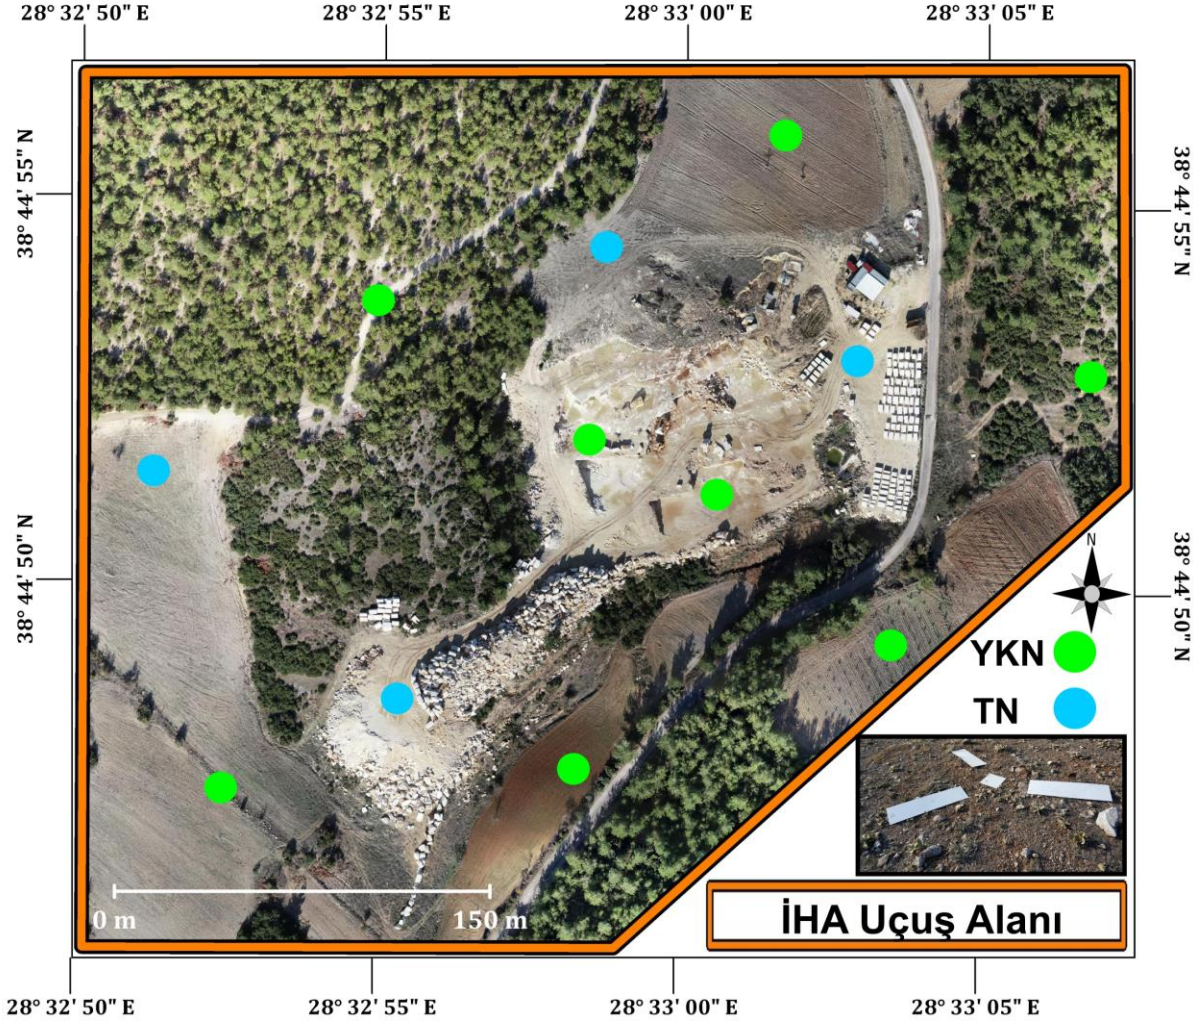 28° 32' 50" E
28° 32' 55" E
28° 33' 00" E
28° 33' 05" E
38° 44' 55" N
38° 44' 55" N
38° 44' 50" N
38° 44' 50" N
N
YKN
TN
0 m
150 m
İHA Uçuş Alanı
28° 32' 50" E
28° 32' 55" E
28° 33' 00" E
28° 33' 05" E